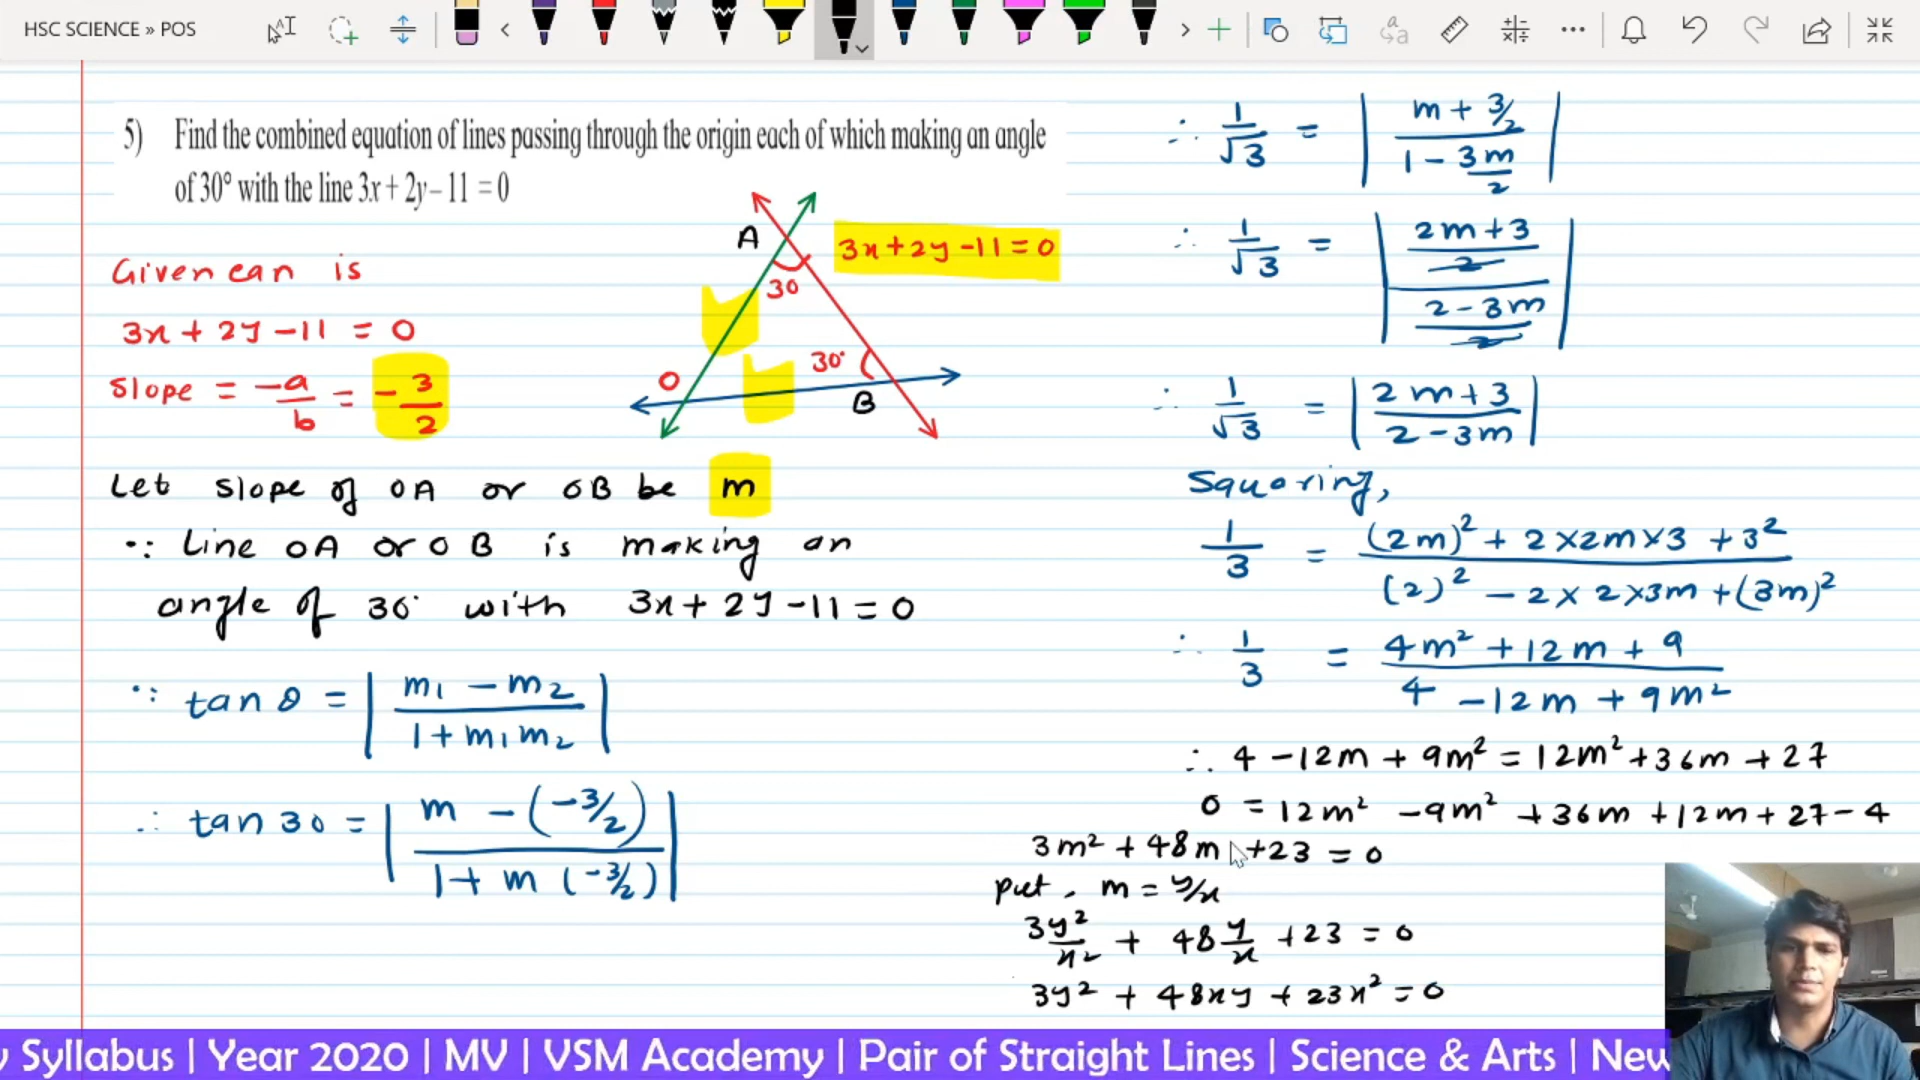 HSC SCIENCE » POS
5) Find the combined equation of lines passing through the origin each of which making an angle
of 30° with the line 3x + 2y – 11 = 0
A
3x + 2y - 11 = 0
30
30°
O
B
Given eqn is
3x + 2y - 11 = 0
Slope = -a/b = -3/2
Let slope of OA or OB be m
∵ Line OA or OB is making an
angle of 30° with 3x + 2y - 11 = 0
∵ tan θ = | (m₁ - m₂) / (1 + m₁m₂) |
∴ tan 30 = | (m - (-3/2)) / (1 + m (-3/2)) |
∴ 1/√3 = | (m + 3/2) / (1 - 3m/2) |
∴ 1/√3 = | ((2m + 3)/2) / ((2 - 3m)/2) |
∴ 1/√3 = | (2m + 3) / (2 - 3m) |
Squaring,
1/3 = ((2m)² + 2×2m×3 + 3²) / ((2)² - 2×2×3m + (3m)²)
∴ 1/3 = (4m² + 12m + 9) / (4 - 12m + 9m²)
∴ 4 - 12m + 9m² = 12m² + 36m + 27
0 = 12m² - 9m² + 36m + 12m + 27 - 4
3m² + 48m + 23 = 0
put, m = y/x
3y²/x² + 48 y/x + 23 = 0
3y² + 48xy + 23x² = 0
Syllabus | Year 2020 | MV | VSM Academy | Pair of Straight Lines | Science & Arts | New